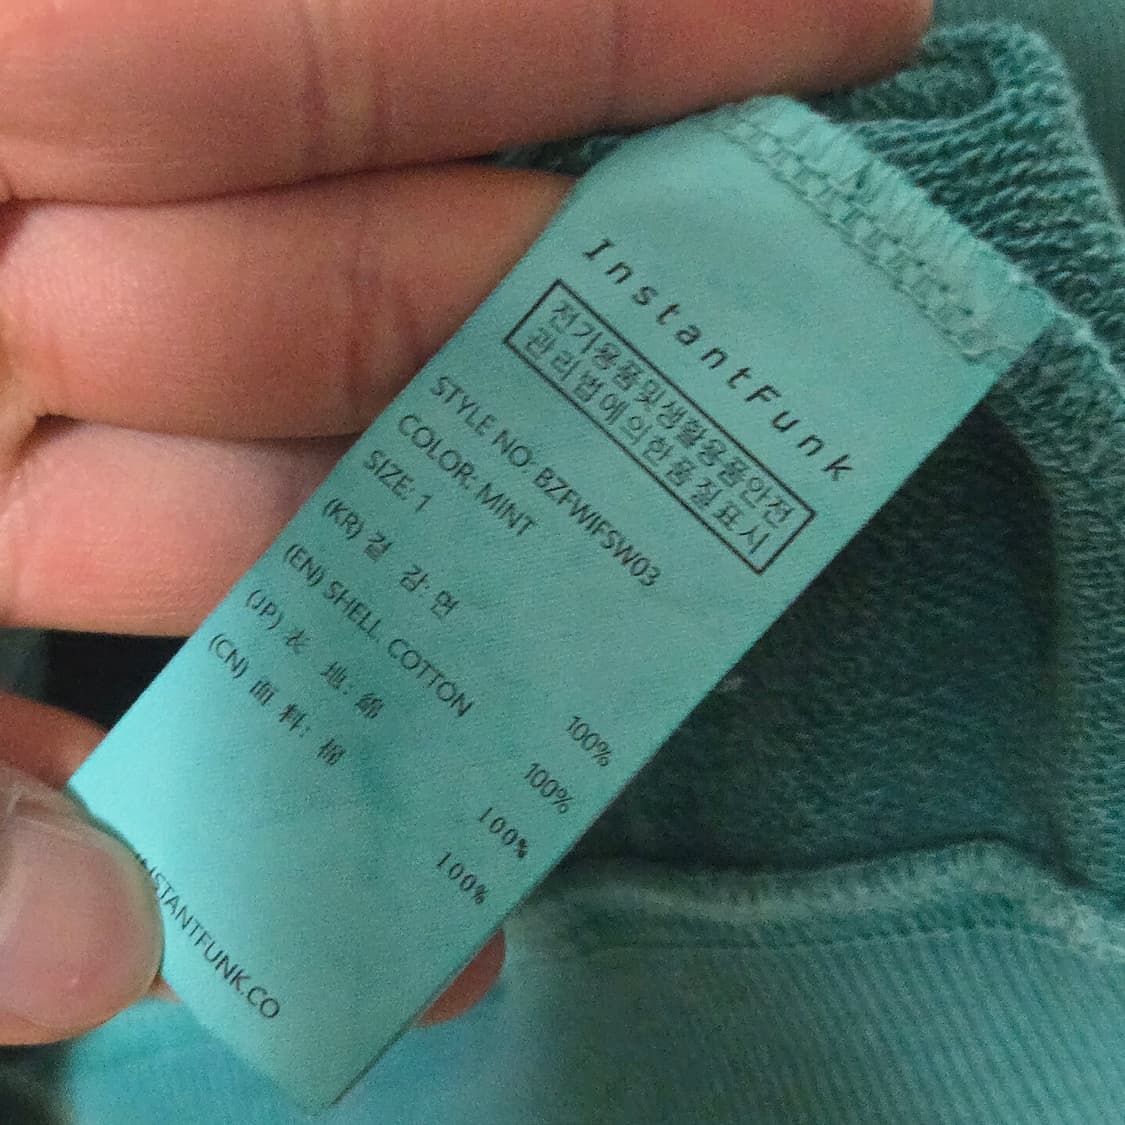 InstantFunk
전기용품및생활용품안전
관리법에의한품질표시
STYLE NO: BZFWIFSW03
COLOR: MINT
SIZE: 1
(KR) 겉 감: 면 100%
(EN) SHELL: COTTON 100%
(JP) 表 地: 綿 100%
(CN) 面 料: 棉 100%
INSTANTFUNK.CO